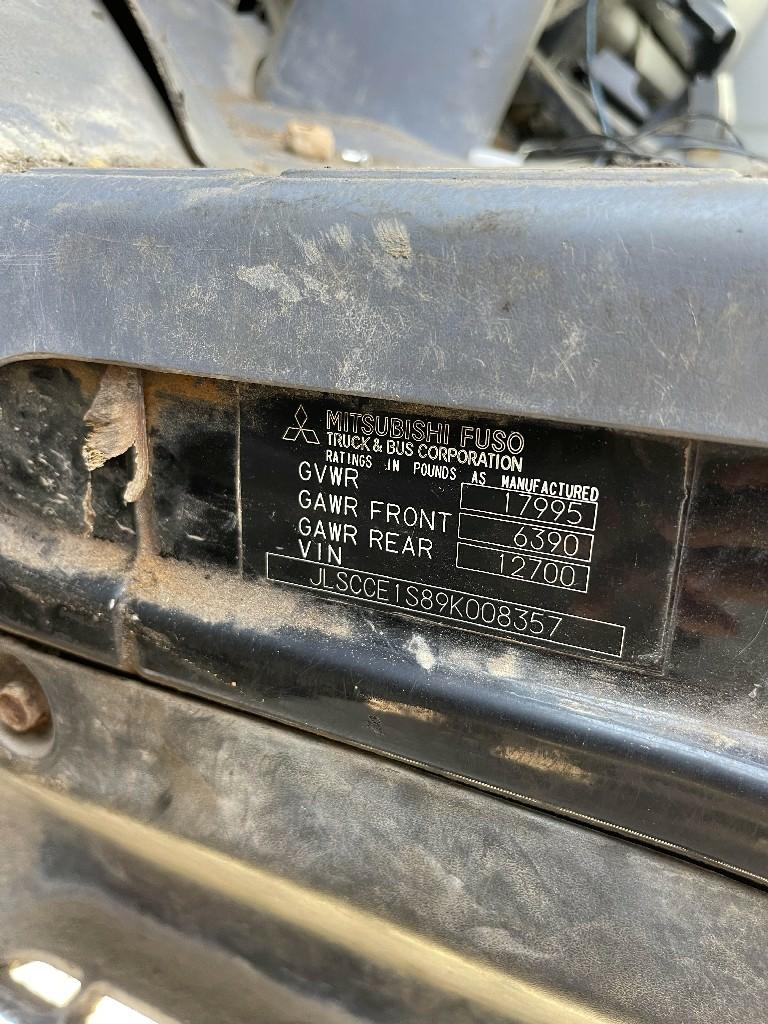 MITSUBISHI FUSO
TRUCK & BUS CORPORATION
RATINGS IN POUNDS AS MANUFACTURED
GVWR 17995
GAWR FRONT 6390
GAWR REAR 12700
VIN
JLSCCE1S89K008357